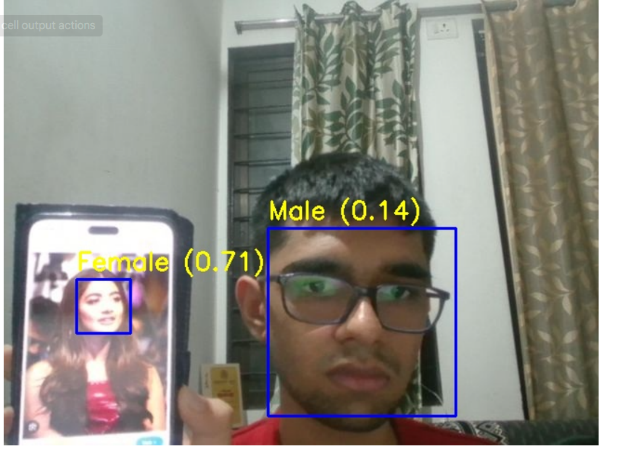 cell output actions
Male (0.14)
Female (0.71)